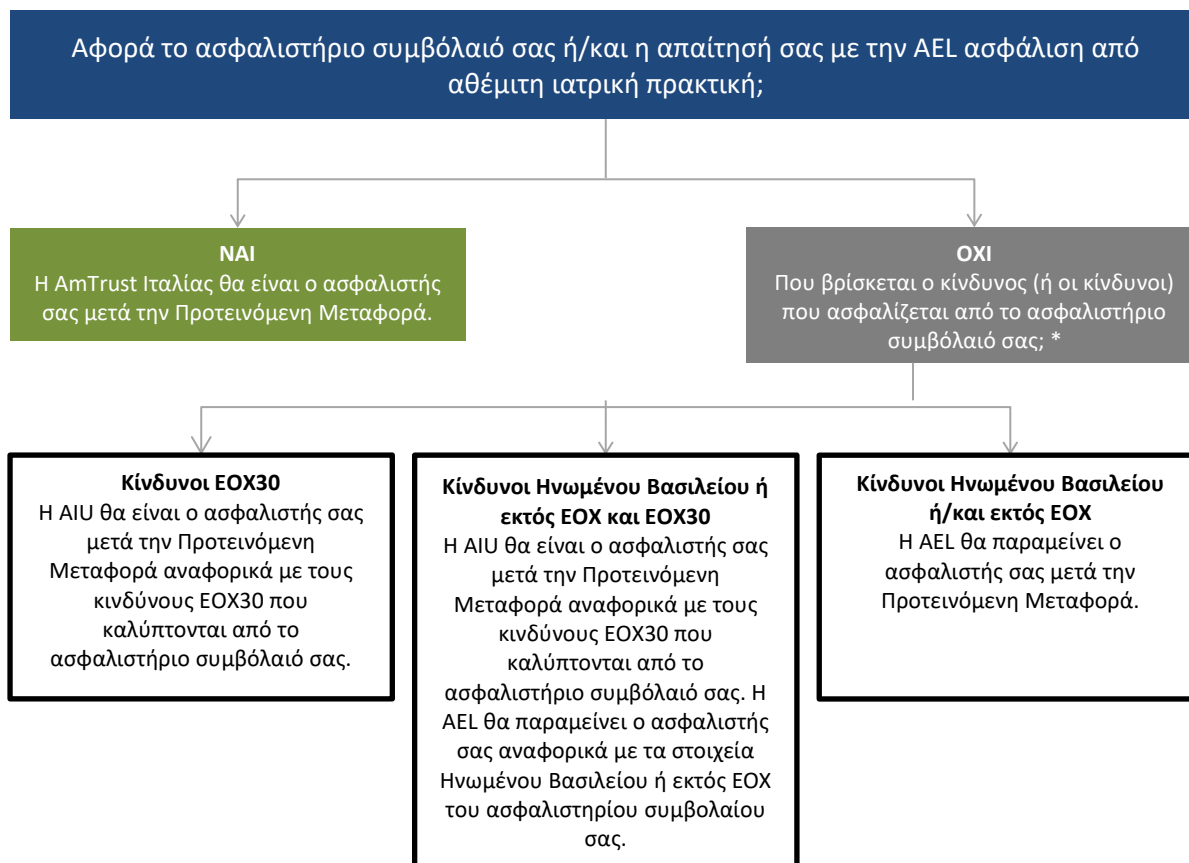 Αφορά το ασφαλιστήριο συμβόλαιό σας ή/και η απαίτησή σας με την AEL ασφάλιση από
αθέμιτη ιατρική πρακτική;
ΝΑΙ
Η AmTrust Ιταλίας θα είναι ο ασφαλιστής
σας μετά την Προτεινόμενη Μεταφορά.
ΟΧΙ
Που βρίσκεται ο κίνδυνος (ή οι κίνδυνοι)
που ασφαλίζεται από το ασφαλιστήριο
συμβόλαιό σας; *
Κίνδυνοι ΕΟΧ30
Η AIU θα είναι ο ασφαλιστής σας
μετά την Προτεινόμενη
Μεταφορά αναφορικά με τους
κινδύνους ΕΟΧ30 που
καλύπτονται από το
ασφαλιστήριο συμβόλαιό σας.
Κίνδυνοι Ηνωμένου Βασιλείου ή
εκτός ΕΟΧ και ΕΟΧ30
Η AIU θα είναι ο ασφαλιστής σας
μετά την Προτεινόμενη
Μεταφορά αναφορικά με τους
κινδύνους ΕΟΧ30 που
καλύπτονται από το
ασφαλιστήριο συμβόλαιό σας. Η
AEL θα παραμείνει ο ασφαλιστής
σας αναφορικά με τα στοιχεία
Ηνωμένου Βασιλείου ή εκτός ΕΟΧ
του ασφαλιστηρίου συμβολαίου
σας.
Κίνδυνοι Ηνωμένου Βασιλείου
ή/και εκτός ΕΟΧ
Η AEL θα παραμείνει ο
ασφαλιστής σας μετά την
Προτεινόμενη Μεταφορά.